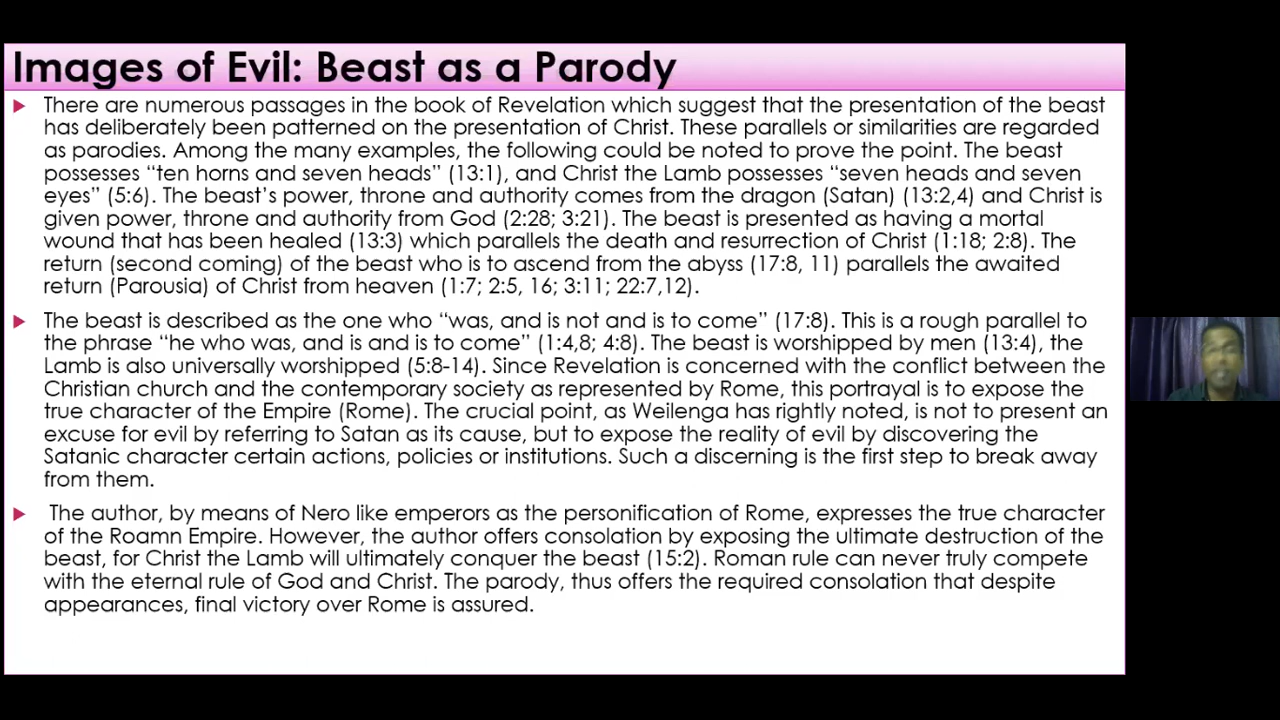 Images of Evil: Beast as a Parody
There are numerous passages in the book of Revelation which suggest that the presentation of the beast
has deliberately been patterned on the presentation of Christ. These parallels or similarities are regarded
as parodies. Among the many examples, the following could be noted to prove the point. The beast
possesses “ten horns and seven heads” (13:1), and Christ the Lamb possesses “seven heads and seven
eyes” (5:6). The beast’s power, throne and authority comes from the dragon (Satan) (13:2,4) and Christ is
given power, throne and authority from God (2:28; 3:21). The beast is presented as having a mortal
wound that has been healed (13:3) which parallels the death and resurrection of Christ (1:18; 2:8). The
return (second coming) of the beast who is to ascend from the abyss (17:8, 11) parallels the awaited
return (Parousia) of Christ from heaven (1:7; 2:5, 16; 3:11; 22:7,12).
The beast is described as the one who “was, and is not and is to come” (17:8). This is a rough parallel to
the phrase “he who was, and is and is to come” (1:4,8; 4:8). The beast is worshipped by men (13:4), the
Lamb is also universally worshipped (5:8-14). Since Revelation is concerned with the conflict between the
Christian church and the contemporary society as represented by Rome, this portrayal is to expose the
true character of the Empire (Rome). The crucial point, as Weilenga has rightly noted, is not to present an
excuse for evil by referring to Satan as its cause, but to expose the reality of evil by discovering the
Satanic character certain actions, policies or institutions. Such a discerning is the first step to break away
from them.
The author, by means of Nero like emperors as the personification of Rome, expresses the true character
of the Roamn Empire. However, the author offers consolation by exposing the ultimate destruction of the
beast, for Christ the Lamb will ultimately conquer the beast (15:2). Roman rule can never truly compete
with the eternal rule of God and Christ. The parody, thus offers the required consolation that despite
appearances, final victory over Rome is assured.